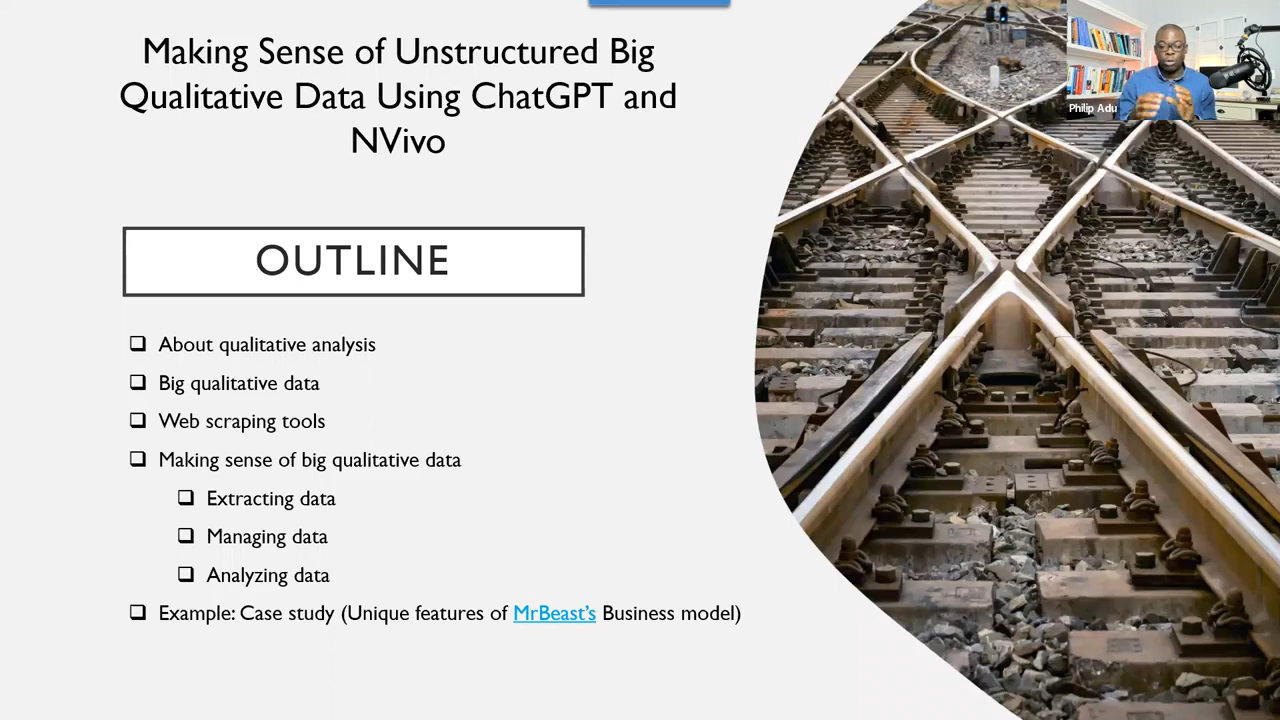 Making Sense of Unstructured Big
Qualitative Data Using ChatGPT and
NVivo
OUTLINE
❑ About qualitative analysis
❑ Big qualitative data
❑ Web scraping tools
❑ Making sense of big qualitative data
❑ Extracting data
❑ Managing data
❑ Analyzing data
❑ Example: Case study (Unique features of MrBeast’s Business model)
Philip Adu